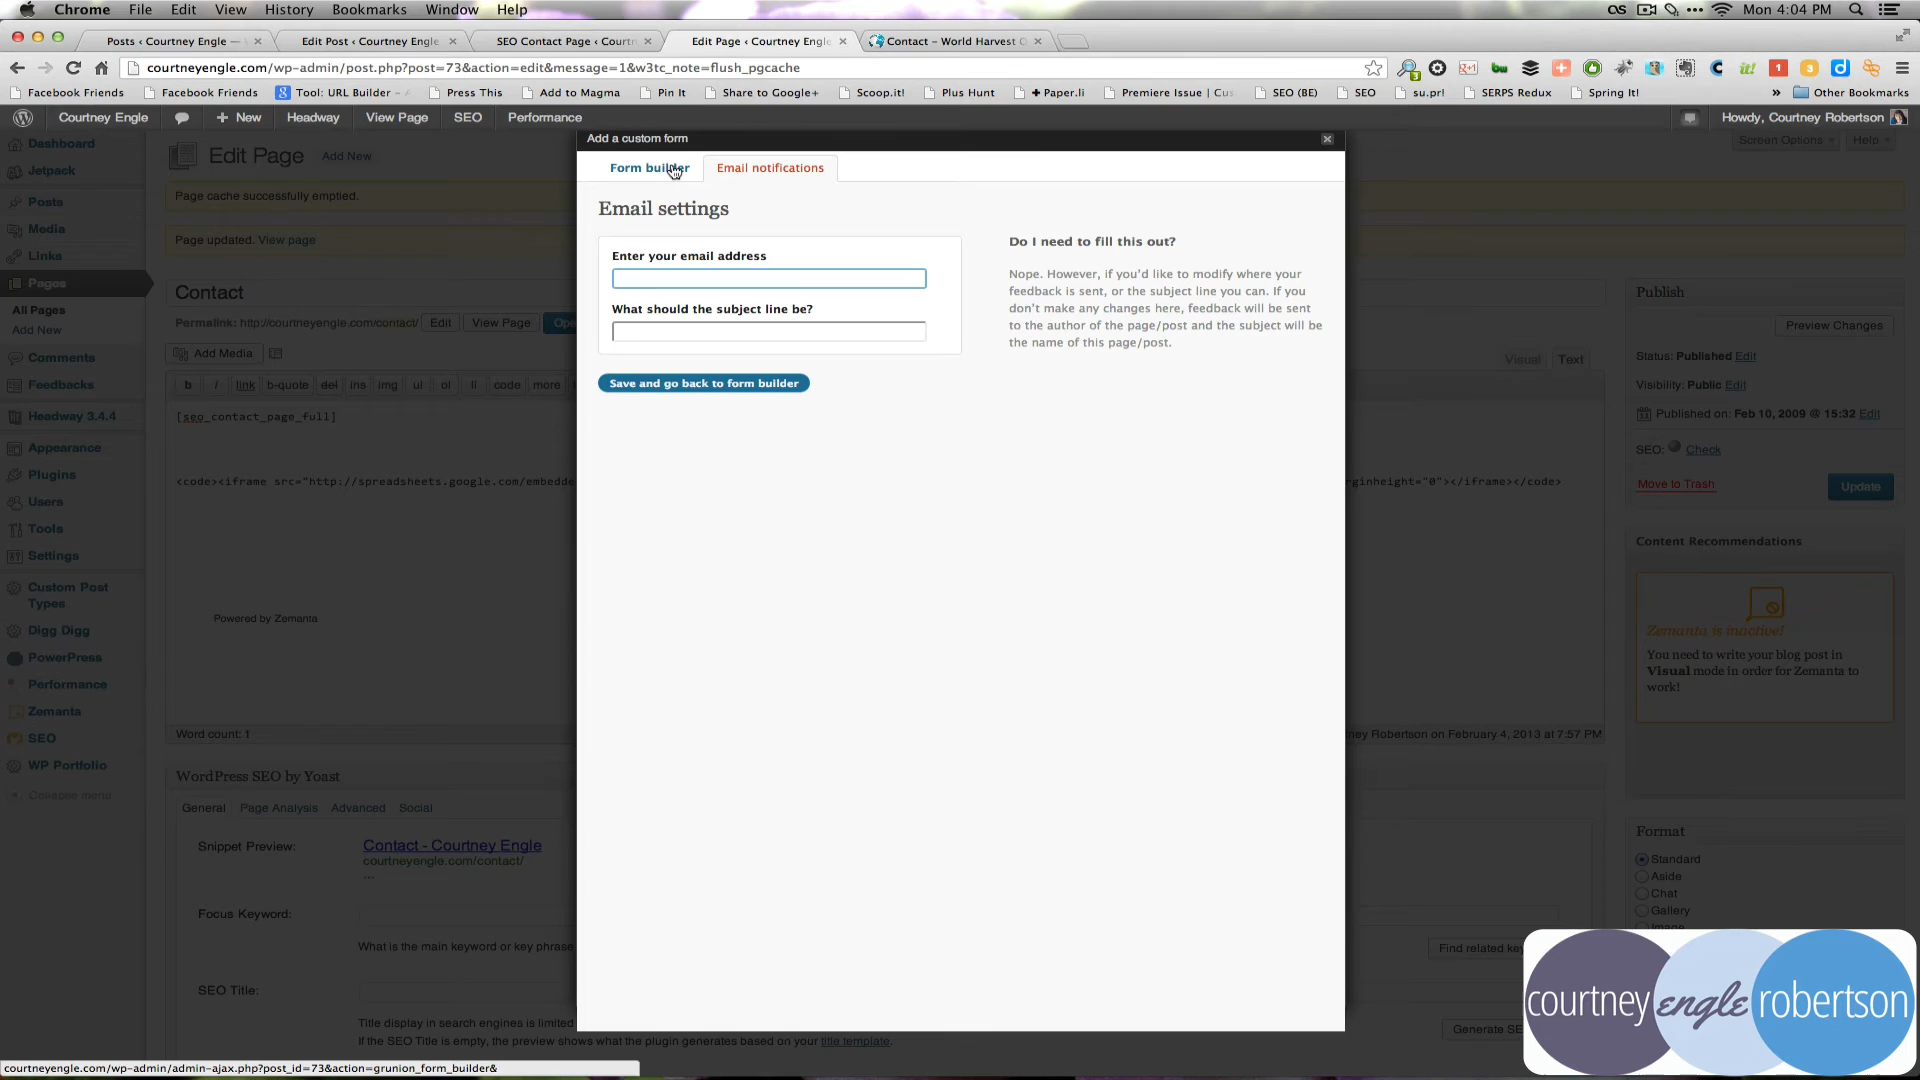 Chrome File Edit View History Bookmarks Window Help Mon 4:04 PM
Posts ‹ Courtney Engle — Edit Post ‹ Courtney Engle SEO Contact Page ‹ Courtn Edit Page ‹ Courtney Engle Contact – World Harvest O
courtneyengle.com/wp-admin/post.php?post=73&action=edit&message=1&w3tc_note=flush_pgcache
Facebook Friends Facebook Friends Tool: URL Builder – Press This Add to Magma Pin It Share to Google+ Scoop.it! Plus Hunt ✚ Paper.li Premiere Issue | Cus SEO (BE) SEO su.pr! SERPS Redux Spring It! » Other Bookmarks
Courtney Engle + New Headway View Page SEO Performance Howdy, Courtney Robertson
Add a custom form
Screen Options Help
Dashboard
Jetpack
Posts
Media
Links
Pages
All Pages
Add New
Comments
Feedbacks
Headway 3.4.4
Appearance
Plugins
Users
Tools
Settings
Custom Post
Types
Digg Digg
PowerPress
Performance
Zemanta
SEO
WP Portfolio
Collapse menu
Edit Page Add New
Page cache successfully emptied.
Page updated. View page
Contact
Permalink: http://courtneyengle.com/contact/ Edit View Page Ope
Add Media
Visual Text
b i link b-quote del ins img ul ol li code more
[seo_contact_page_full]
<code><iframe src="http://spreadsheets.google.com/embedde
rginheight="0"></iframe></code>
Powered by Zemanta
Word count: 1
ney Robertson on February 4, 2013 at 7:57 PM
WordPress SEO by Yoast
General Page Analysis Advanced Social
Snippet Preview:
Contact - Courtney Engle
courtneyengle.com/contact/
...
Focus Keyword:
What is the main keyword or key phrase
Find related key
SEO Title:
Title display in search engines is limited
Generate SE
If the SEO Title is empty, the preview shows what the plugin generates based on your title template.
Form builder Email notifications
Email settings
Enter your email address
What should the subject line be?
Save and go back to form builder
Do I need to fill this out?
Nope. However, if you'd like to modify where your
feedback is sent, or the subject line you can. If you
don't make any changes here, feedback will be sent
to the author of the page/post and the subject will be
the name of this page/post.
Publish
Preview Changes
Status: Published Edit
Visibility: Public Edit
Published on: Feb 10, 2009 @ 15:32 Edit
SEO: Check
Move to Trash Update
Content Recommendations
Zemanta is inactive!
You need to write your blog post in
Visual mode in order for Zemanta to
work!
Format
Standard
Aside
Chat
Gallery
Image
courtney engle robertson
courtneyengle.com/wp-admin/admin-ajax.php?post_id=73&action=grunion_form_builder&